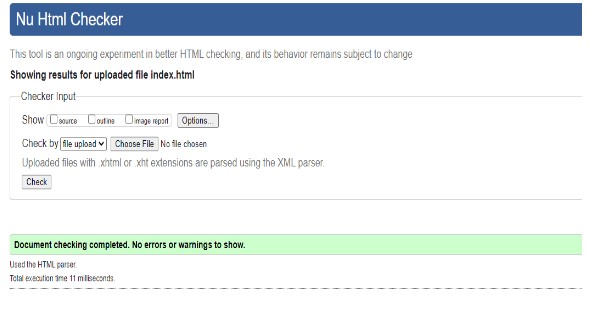 Nu Html Checker
This tool is an ongoing experiment in better HTML checking, and its behavior remains subject to change
Showing results for uploaded file index.html
Checker Input
Show source outline image report Options...
Check by file upload Choose File No file chosen
Uploaded files with .xhtml or .xht extensions are parsed using the XML parser.
Check
Document checking completed. No errors or warnings to show.
Used the HTML parser.
Total execution time 11 milliseconds.